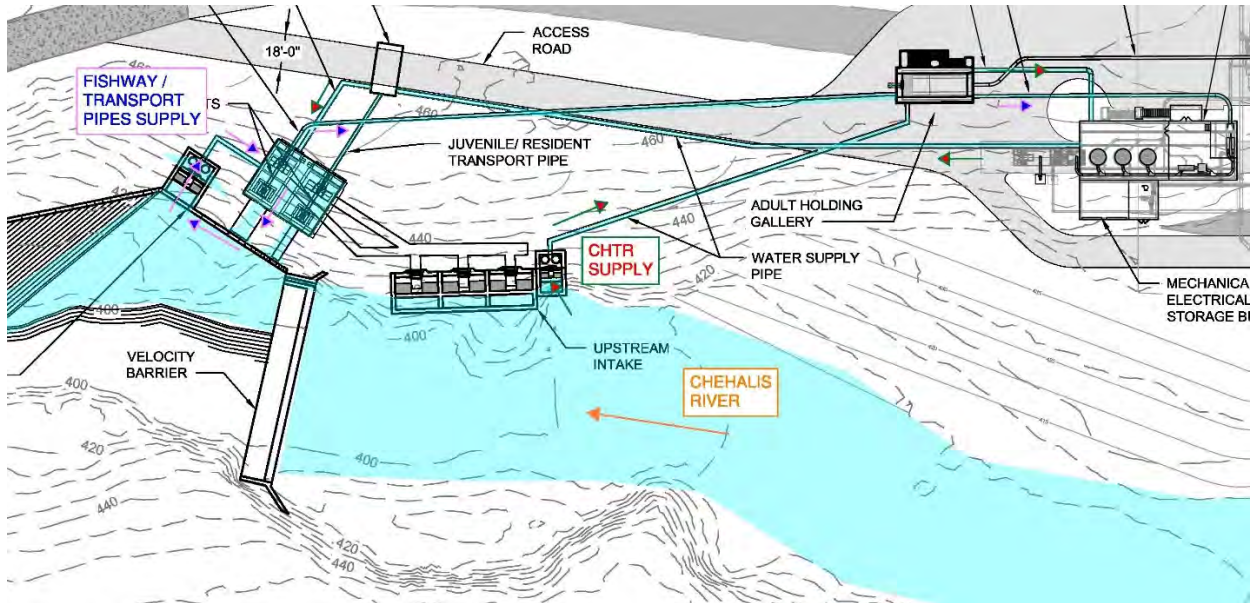 ACCESS
ROAD
18'-0"
FISHWAY /
TRANSPORT
PIPES SUPPLY
TS
460
460
JUVENILE/ RESIDENT
TRANSPORT PIPE
ADULT HOLDING
GALLERY
440
440
420
CHTR
SUPPLY
WATER SUPPLY
PIPE
MECHANICA
ELECTRICAL
STORAGE B
400
400
UPSTREAM
INTAKE
VELOCITY
BARRIER
CHEHALIS
RIVER
400
400
420
440
420
440